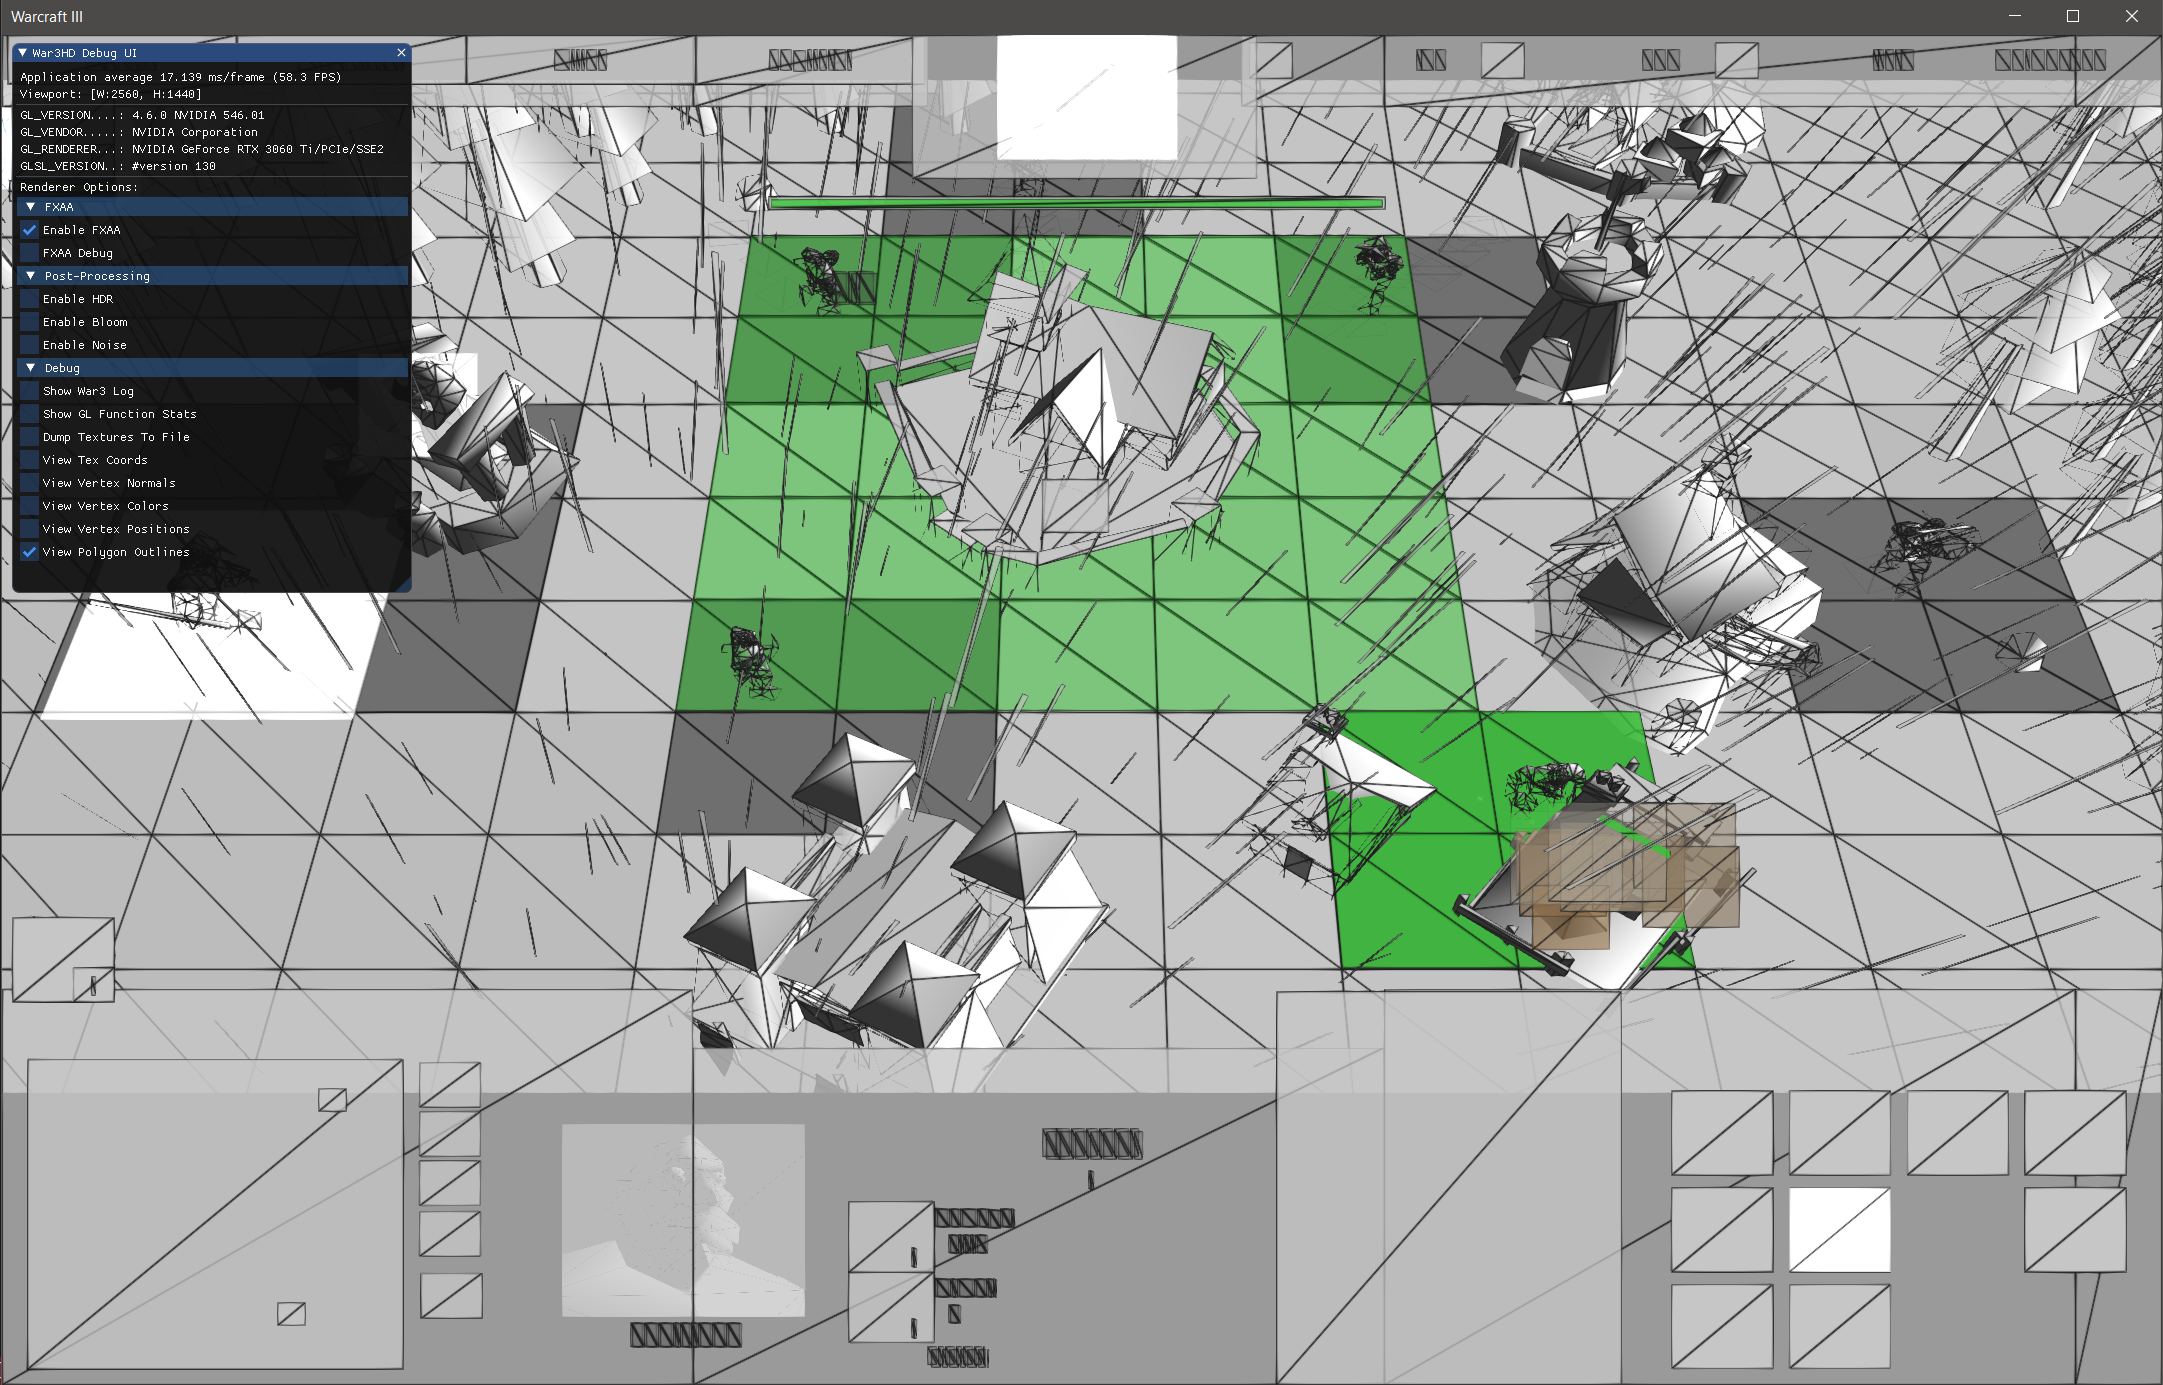 Warcraft III
War3HD Debug UI
Application average 17.139 ms/frame (58.3 FPS)
Viewport: [W:2560, H:1440]
GL_VERSION....: 4.6.0 NVIDIA 546.01
GL_VENDOR.....: NVIDIA Corporation
GL_RENDERER...: NVIDIA GeForce RTX 3060 Ti/PCIe/SSE2
GLSL_VERSION..: #version 130
Renderer Options:
FXAA
Enable FXAA
FXAA Debug
Post-Processing
Enable HDR
Enable Bloom
Enable Noise
Debug
Show War3 Log
Show GL Function Stats
Dump Textures To File
View Tex Coords
View Vertex Normals
View Vertex Colors
View Vertex Positions
View Polygon Outlines